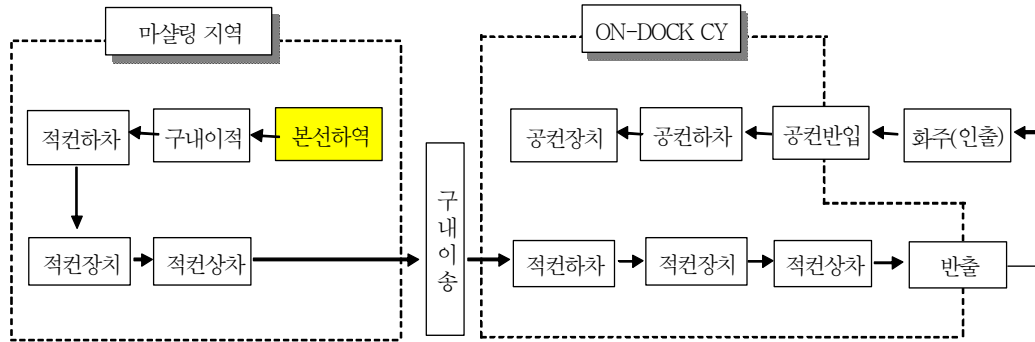 마샬링 지역
ON-DOCK CY
적컨하차
구내이적
본선하역
공컨장치
공컨하차
공컨반입
화주(인출)
구내이송
적컨장치
적컨상차
적컨하차
적컨장치
적컨상차
반출